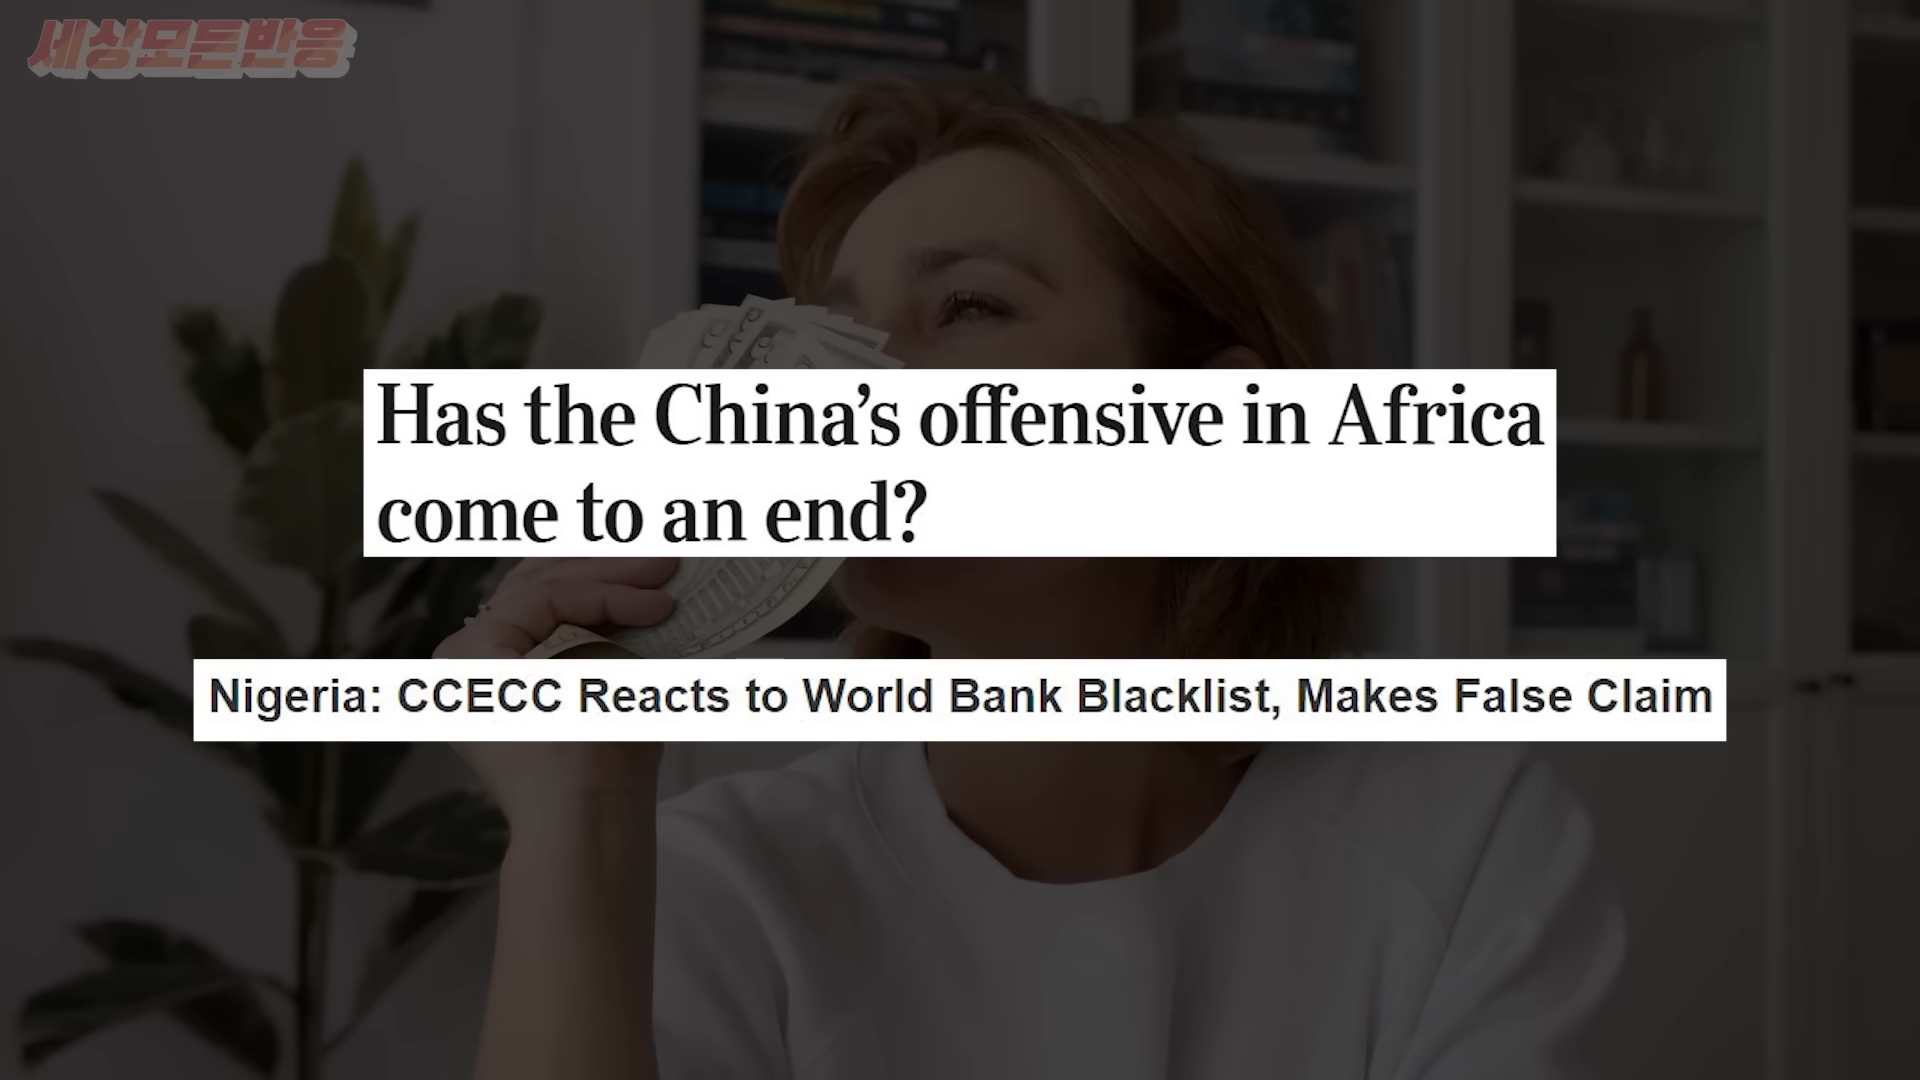 세상모든반응
Has the China’s offensive in Africa
come to an end?
Nigeria: CCECC Reacts to World Bank Blacklist, Makes False Claim